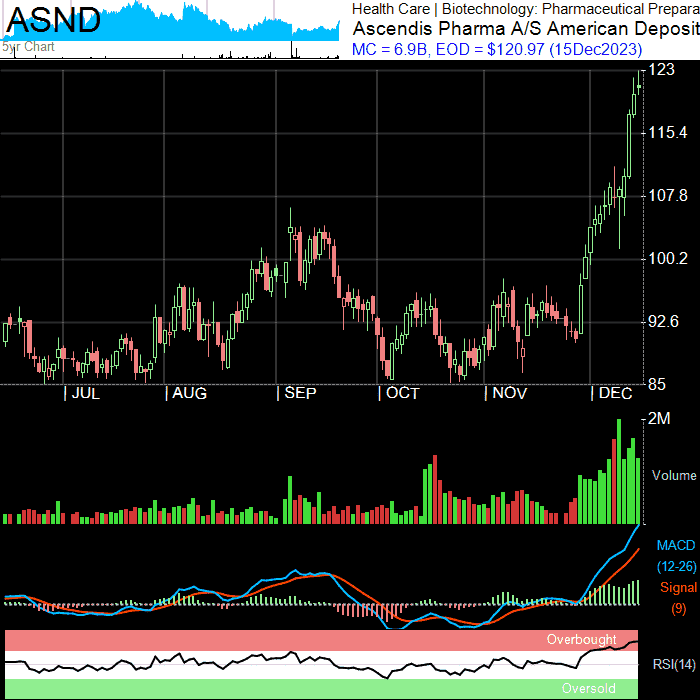 ASND
5yr Chart
Health Care | Biotechnology: Pharmaceutical Prepara
Ascendis Pharma A/S American Deposit
MC = 6.9B, EOD = $120.97 (15Dec2023)
123
115.4
107.8
100.2
92.6
85
| JUL | AUG | SEP | OCT | NOV | DEC
2M
Volume
MACD
(12-26)
Signal
(9)
Overbought
RSI(14)
Oversold